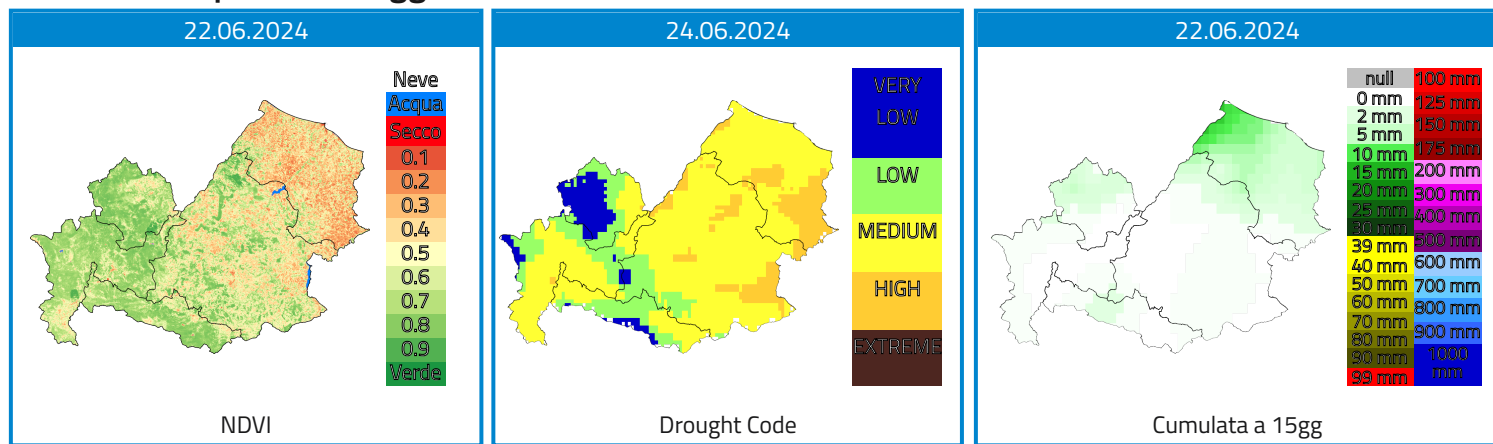 22.06.2024
Neve
Acqua
Secco
0.1
0.2
0.3
0.4
0.5
0.6
0.7
0.8
0.9
Verde
NDVI
24.06.2024
VERY
LOW
LOW
MEDIUM
HIGH
EXTREME
Drought Code
22.06.2024
null 100 mm
0 mm 125 mm
2 mm 150 mm
5 mm 175 mm
10 mm 200 mm
15 mm 300 mm
20 mm 400 mm
25 mm 500 mm
30 mm 600 mm
39 mm 700 mm
40 mm 800 mm
50 mm 900 mm
60 mm 1000
70 mm mm
80 mm
90 mm
99 mm
Cumulata a 15gg